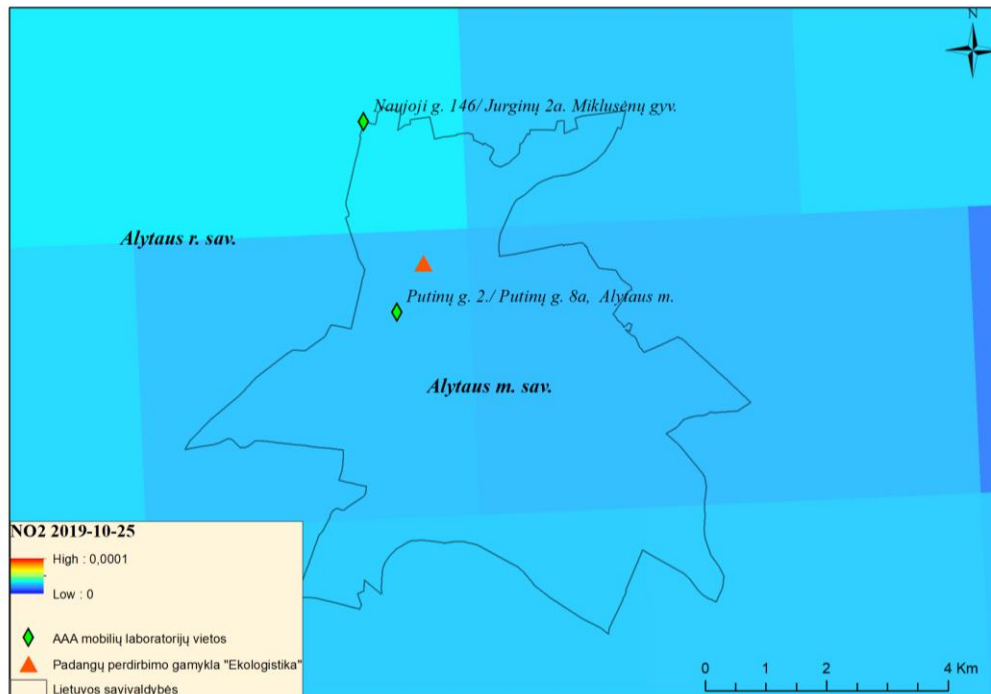 N
Naujoji g. 146/ Jurginų 2a. Miklusėnų gyv.
Alytaus r. sav.
Putinų g. 2./ Putinų g. 8a, Alytaus m.
Alytaus m. sav.
NO2 2019-10-25
High : 0,0001
Low : 0
AAA mobilių laboratorijų vietos
Padangų perdirbimo gamykla "Ekologistika"
Lietuvos savivaldybės
0 1 2 4 Km